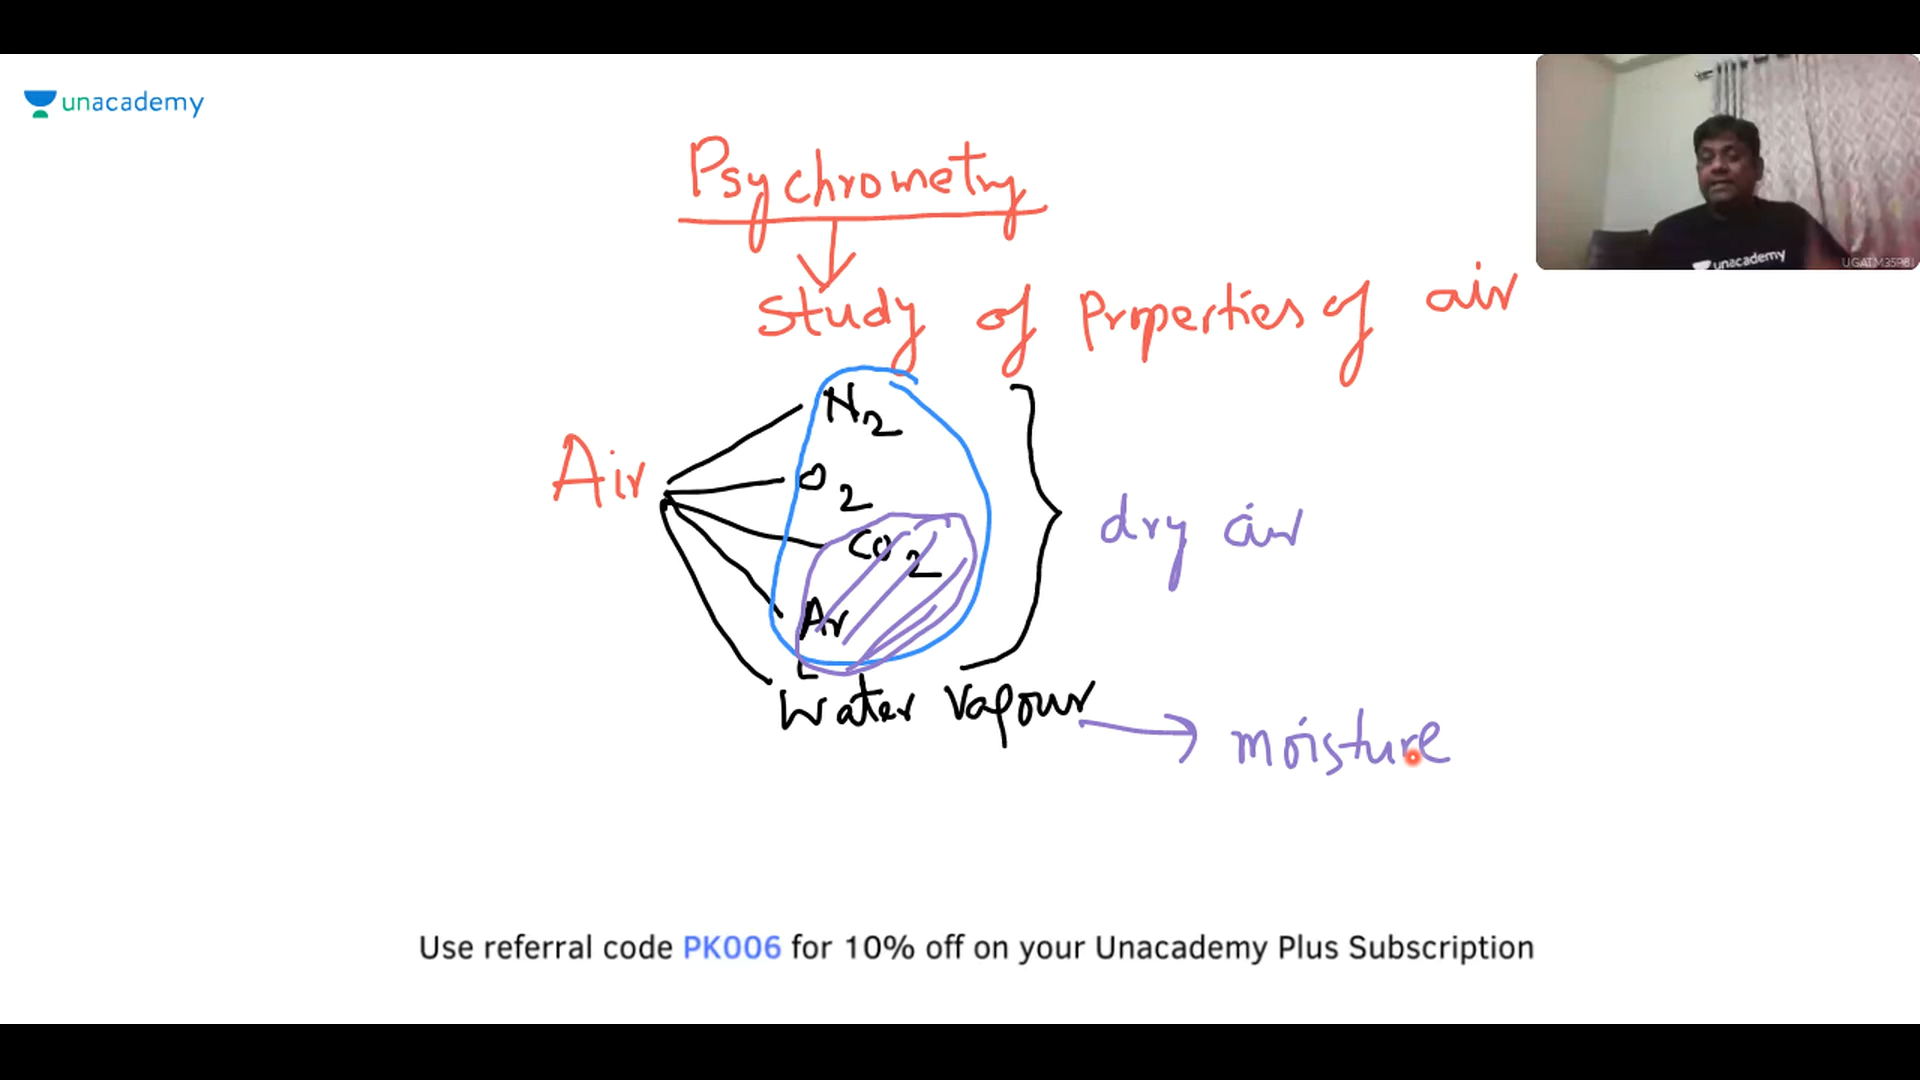 unacademy
Psychrometry
Study of Properties of air
N2
Air
O2
dry air
CO2
Ar
Water Vapour
moisture
unacademy
Use referral code PK006 for 10% off on your Unacademy Plus Subscription